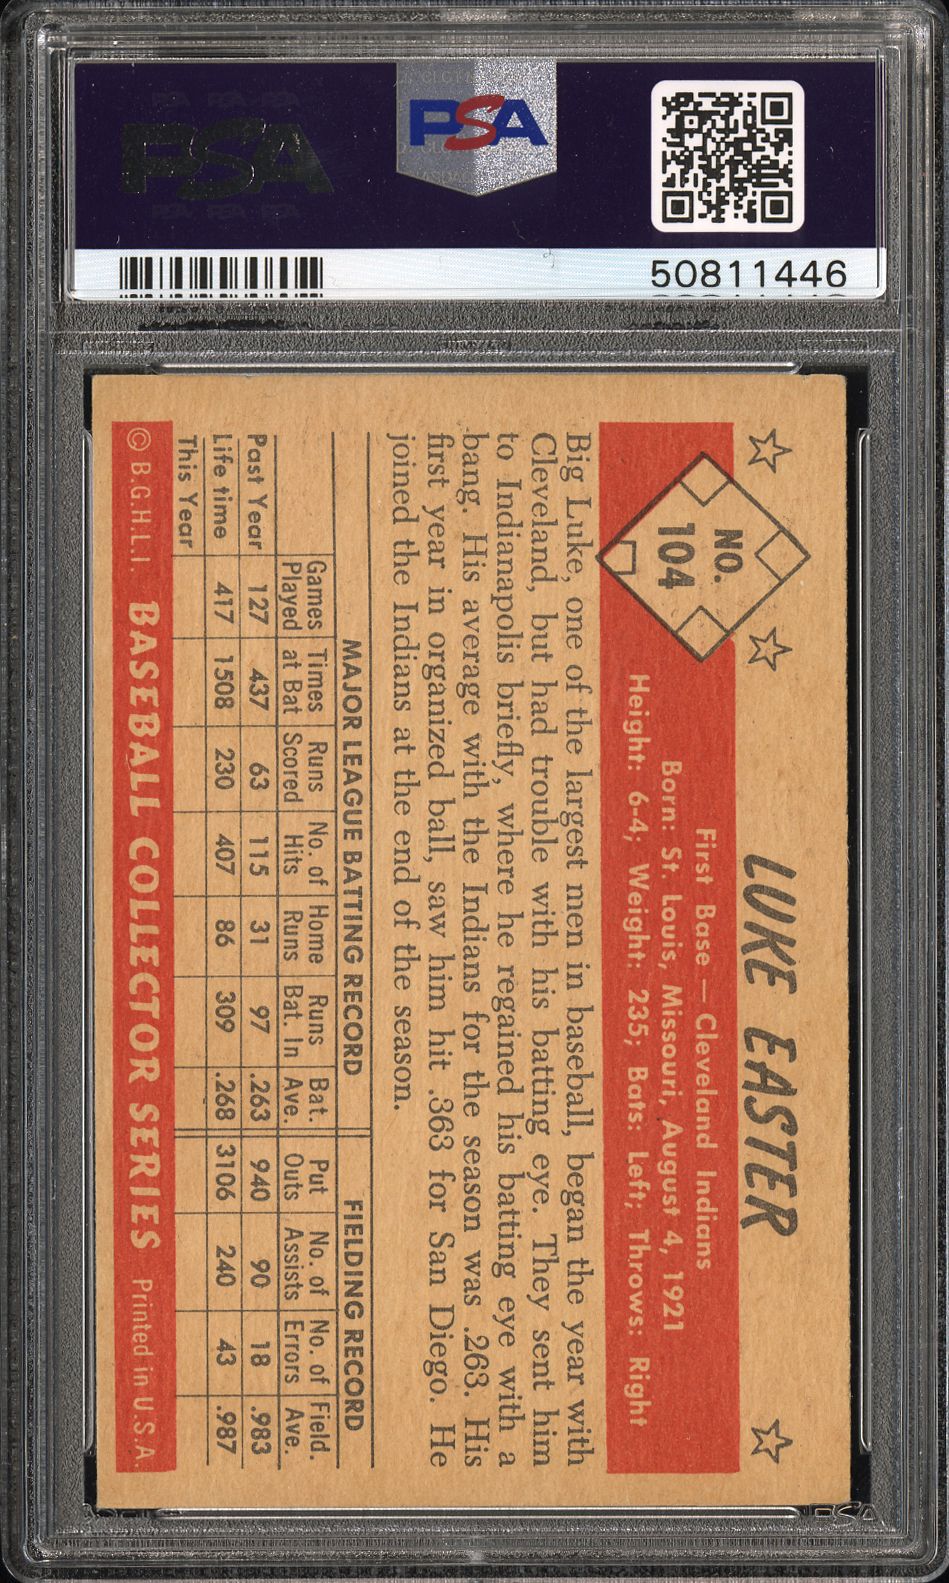 PSA
PSA
50811446
LUKE EASTER
NO.
104
First Base — Cleveland Indians
Born: St. Louis, Missouri, August 4, 1921
Height: 6-4; Weight: 235; Bats: Left; Throws: Right
Big Luke, one of the largest men in baseball, began the year with
Cleveland, but had trouble with his batting eye. They sent him
to Indianapolis briefly, where he regained his batting eye with a
bang. His average with the Indians for the season was .263. His
first year in organized ball, saw him hit .363 for San Diego. He
joined the Indians at the end of the season.
MAJOR LEAGUE BATTING RECORD FIELDING RECORD
Games Times Runs No. of Home Runs Bat. Put No. of No. of Field.
Played at Bat Scored Hits Runs Bat. In Ave. Outs Assists Errors Ave.
Past Year 127 437 63 115 31 97 .263 940 90 18 .983
Life time 417 1508 230 407 86 309 .268 3106 240 43 .987
This Year
© B.G.H.L.I. BASEBALL COLLECTOR SERIES Printed in U.S.A.
PSA